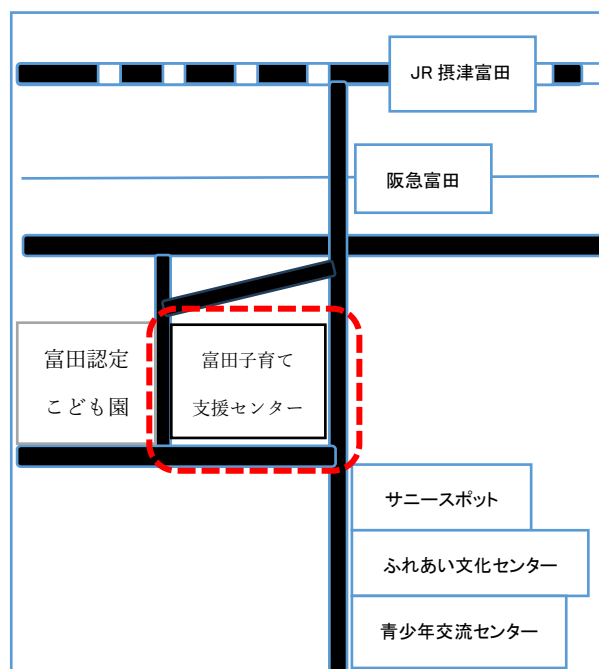 JR 摂津富田
阪急富田
富田認定
こども園
富田子育て
支援センター
サニースポット
ふれあい文化センター
青少年交流センター